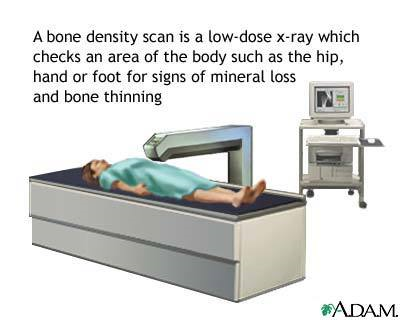 A bone density scan is a low-dose x-ray which
checks an area of the body such as the hip,
hand or foot for signs of mineral loss
and bone thinning
ADAM.